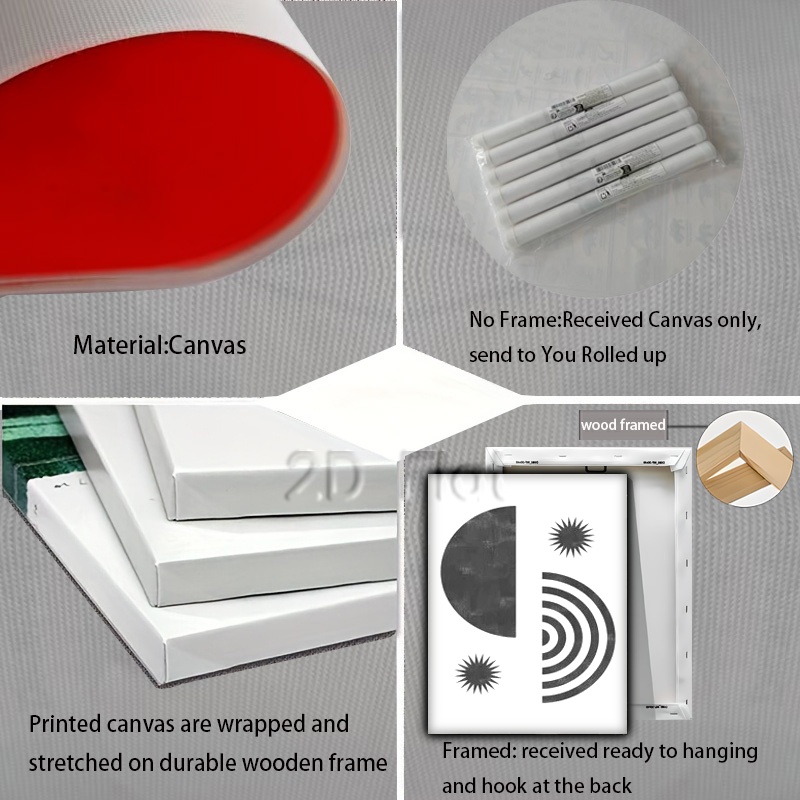 Material:Canvas
No Frame:Received Canvas only,
send to You Rolled up
2D Flot
wood framed
Printed canvas are wrapped and
stretched on durable wooden frame
Framed: received ready to hanging
and hook at the back